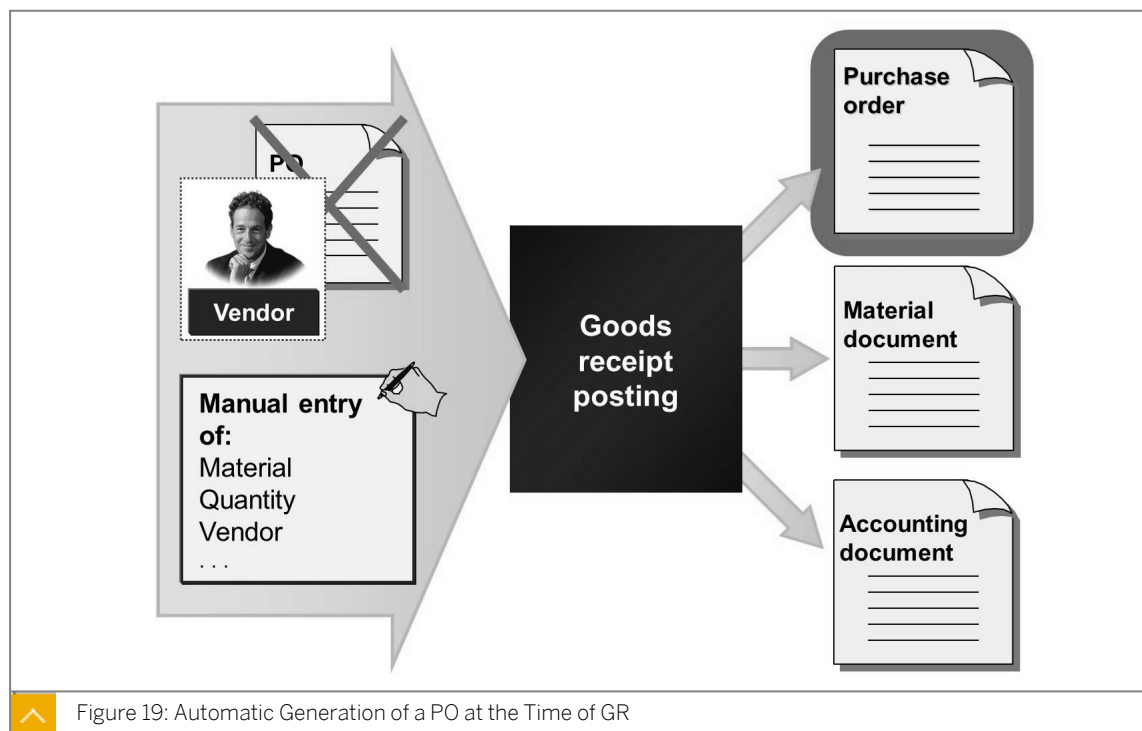 PO
Vendor
Manual entry
of:
Material
Quantity
Vendor
. . .
Goods
receipt
posting
Purchase
order
Material
document
Accounting
document
Figure 19: Automatic Generation of a PO at the Time of GR